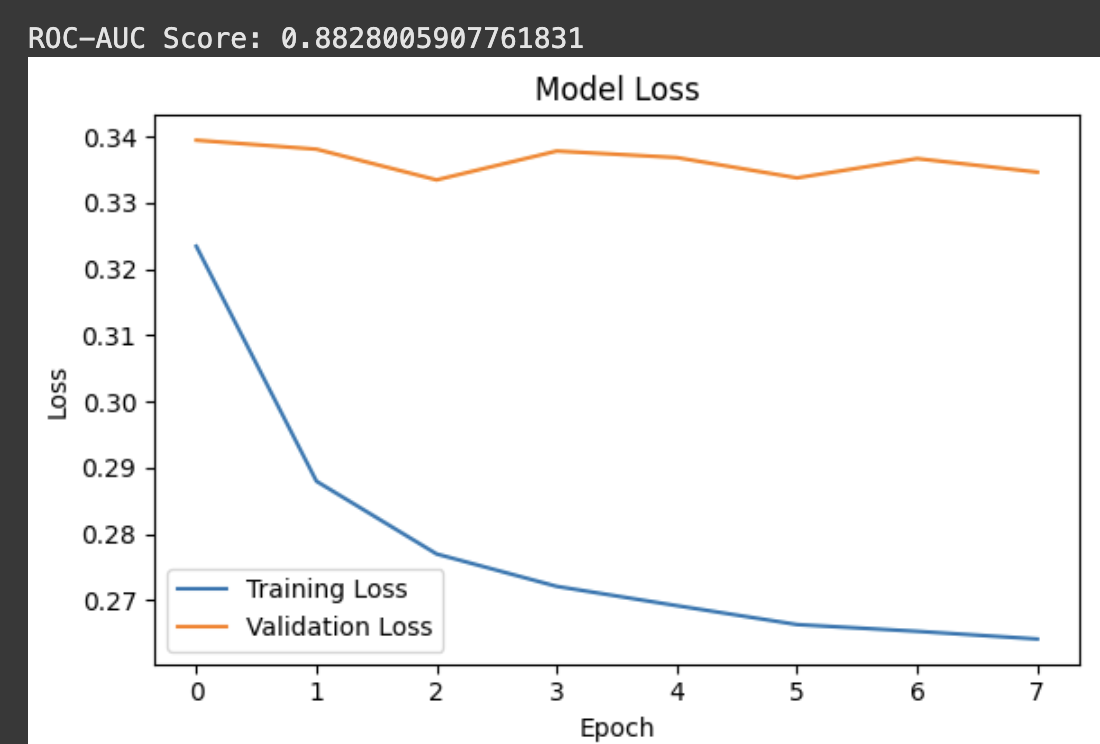 ROC-AUC Score: 0.8828005907761831
Model Loss
0.34
0.33
0.32
0.31
0.30
0.29
0.28
0.27
Loss
Training Loss
Validation Loss
0 1 2 3 4 5 6 7
Epoch